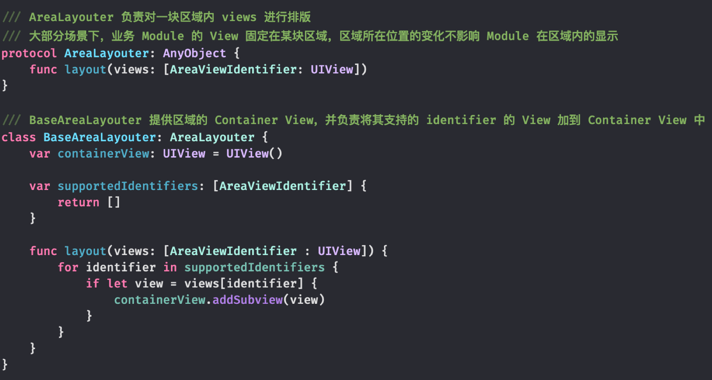 /// AreaLayouter 负责对一块区域内 views 进行排版
/// 大部分场景下，业务 Module 的 View 固定在某块区域，区域所在位置的变化不影响 Module 在区域内的显示
protocol AreaLayouter: AnyObject {
    func layout(views: [AreaViewIdentifier: UIView])
}

/// BaseAreaLayouter 提供区域的 Container View，并负责将其支持的 identifier 的 View 加到 Container View 中
class BaseAreaLayouter: AreaLayouter {
    var containerView: UIView = UIView()

    var supportedIdentifiers: [AreaViewIdentifier] {
        return []
    }

    func layout(views: [AreaViewIdentifier : UIView]) {
        for identifier in supportedIdentifiers {
            if let view = views[identifier] {
                containerView.addSubview(view)
            }
        }
    }
}